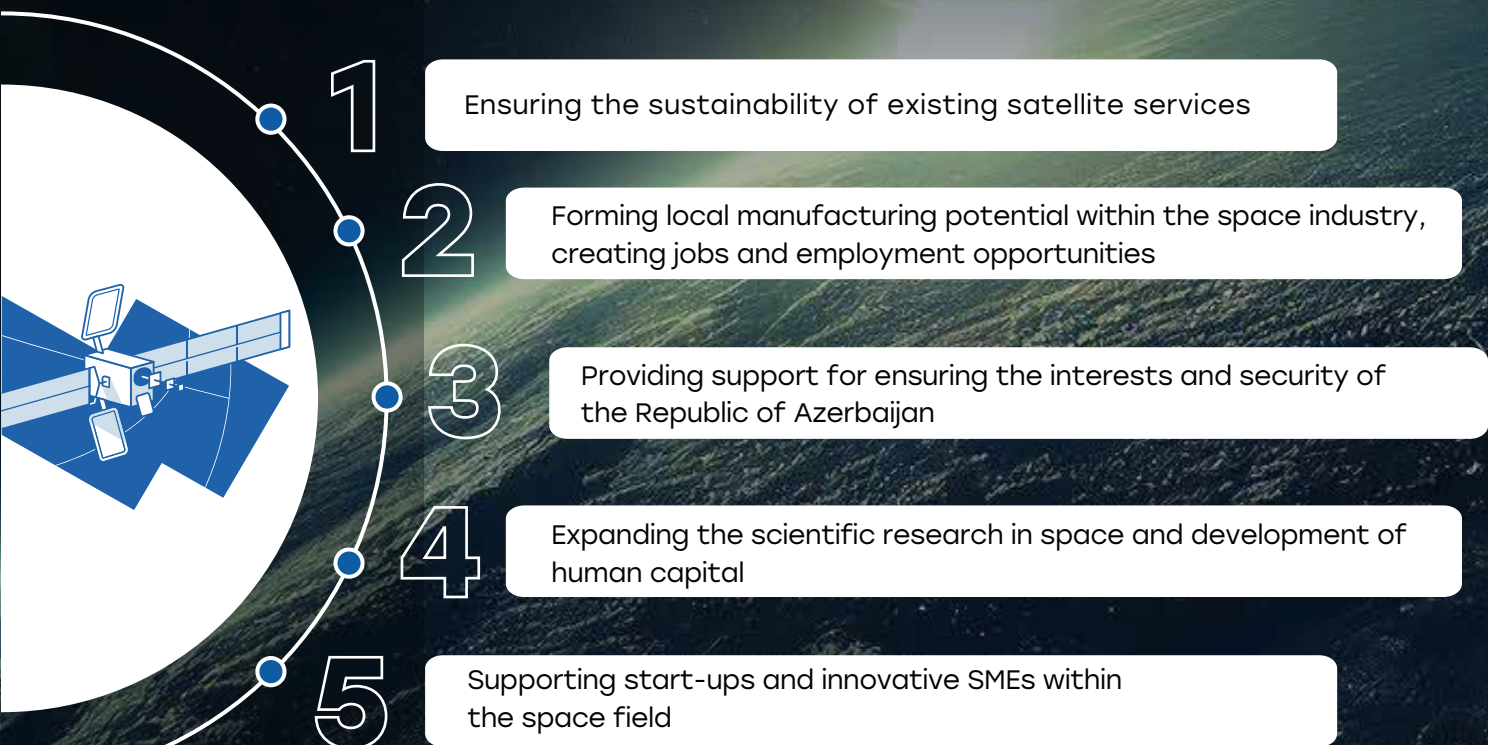 1
Ensuring the sustainability of existing satellite services
2
Forming local manufacturing potential within the space industry,
creating jobs and employment opportunities
3
Providing support for ensuring the interests and security of
the Republic of Azerbaijan
4
Expanding the scientific research in space and development of
human capital
5
Supporting start-ups and innovative SMEs within
the space field